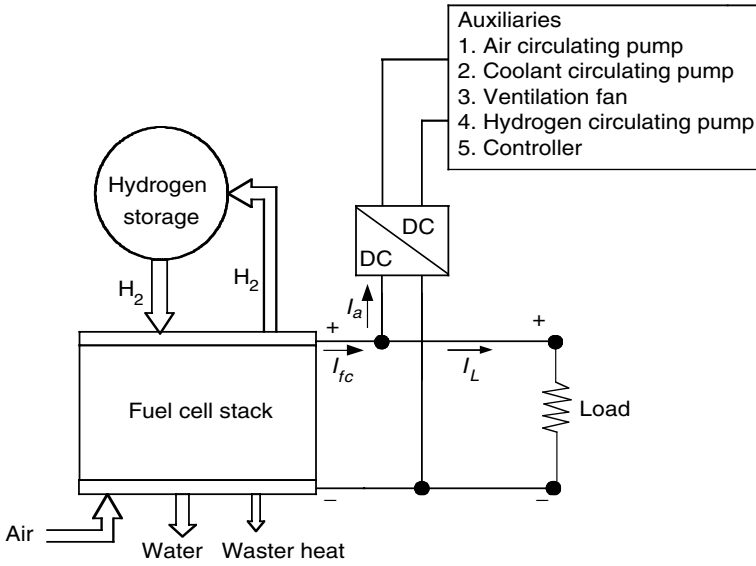 Auxiliaries
1. Air circulating pump
2. Coolant circulating pump
3. Ventilation fan
4. Hydrogen circulating pump
5. Controller
Hydrogen
storage
DC
DC
H2
H2
Ia
+
+
Ifc
IL
Fuel cell stack
Load
–
–
Air
Water
Waster heat